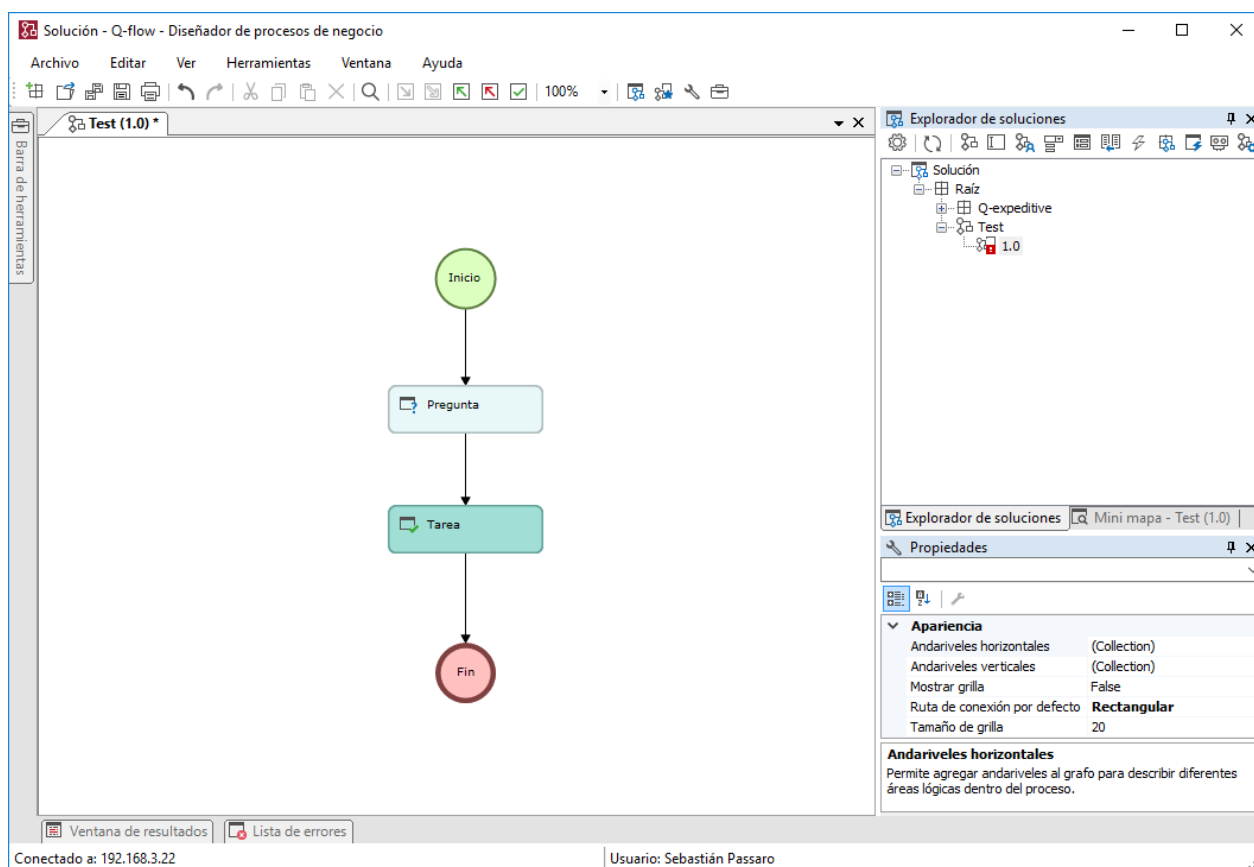 Solución - Q-flow - Diseñador de procesos de negocio
Archivo Editar Ver Herramientas Ventana Ayuda
100%
Test (1.0) *
Barra de herramientas
Inicio
Pregunta
Tarea
Fin
Explorador de soluciones
Solución
Raíz
Q-expeditive
Test
1.0
Explorador de soluciones Mini mapa - Test (1.0)
Propiedades
Apariencia
Andariveles horizontales (Collection)
Andariveles verticales (Collection)
Mostrar grilla False
Ruta de conexión por defecto Rectangular
Tamaño de grilla 20
Andariveles horizontales
Permite agregar andariveles al grafo para describir diferentes
áreas lógicas dentro del proceso.
Ventana de resultados Lista de errores
Conectado a: 192.168.3.22 Usuario: Sebastián Passaro